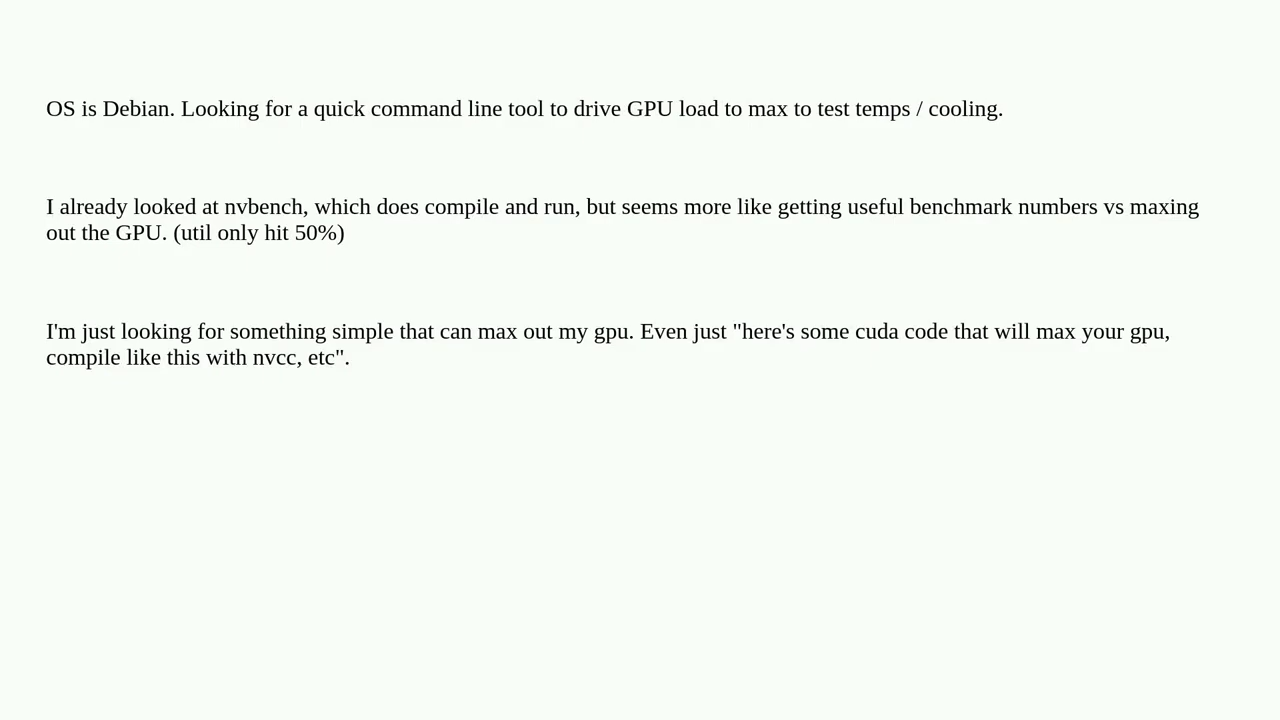 OS is Debian. Looking for a quick command line tool to drive GPU load to max to test temps / cooling.
I already looked at nvbench, which does compile and run, but seems more like getting useful benchmark numbers vs maxing
out the GPU. (util only hit 50%)
I'm just looking for something simple that can max out my gpu. Even just "here's some cuda code that will max your gpu,
compile like this with nvcc, etc".